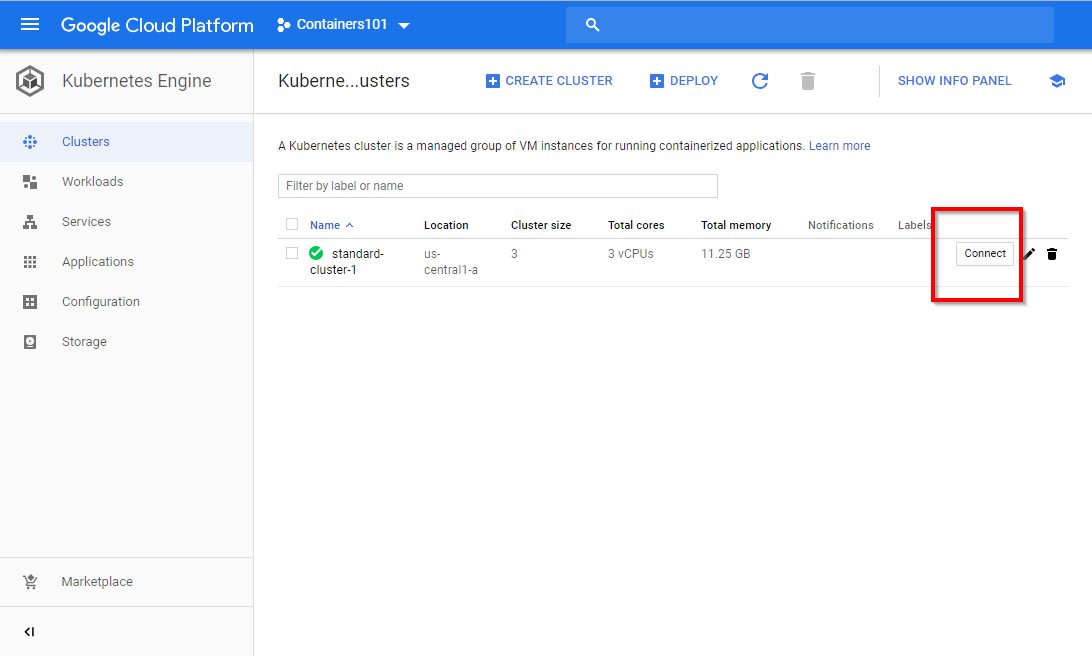 Google Cloud Platform
Containers101
Kubernetes Engine
Kuberne...usters
CREATE CLUSTER
DEPLOY
SHOW INFO PANEL
Clusters
Workloads
Services
Applications
Configuration
Storage
Marketplace
A Kubernetes cluster is a managed group of VM instances for running containerized applications. Learn more
Filter by label or name
Name Location Cluster size Total cores Total memory Notifications Labels
standard-cluster-1 us-central1-a 3 3 vCPUs 11.25 GB Connect